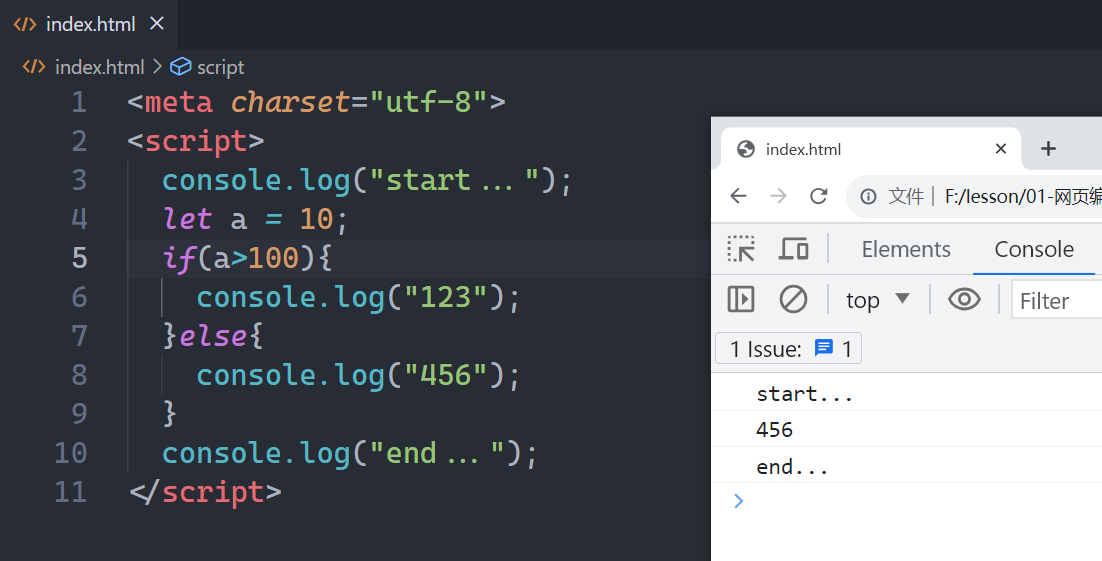 index.html
index.html > script
1 <meta charset="utf-8">
2 <script>
3 console.log("start...");
4 let a = 10;
5 if(a>100){
6 console.log("123");
7 }else{
8 console.log("456");
9 }
10 console.log("end...");
11 </script>
index.html
文件 F:/lesson/01-网页编
Elements Console
top Filter
1 Issue: 1
start...
456
end...